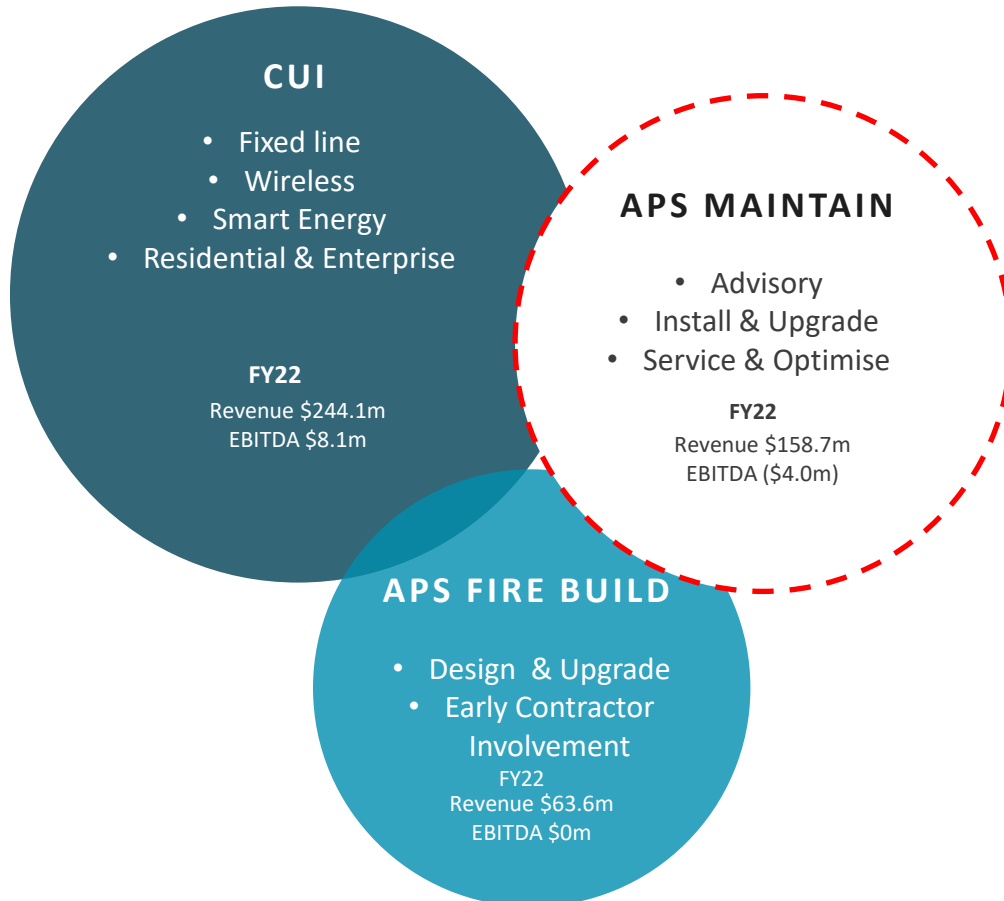 CUI
• Fixed line
• Wireless
• Smart Energy
• Residential & Enterprise
FY22
Revenue $244.1m
EBITDA $8.1m
APS MAINTAIN
• Advisory
• Install & Upgrade
• Service & Optimise
FY22
Revenue $158.7m
EBITDA ($4.0m)
APS FIRE BUILD
• Design & Upgrade
• Early Contractor
Involvement
FY22
Revenue $63.6m
EBITDA $0m